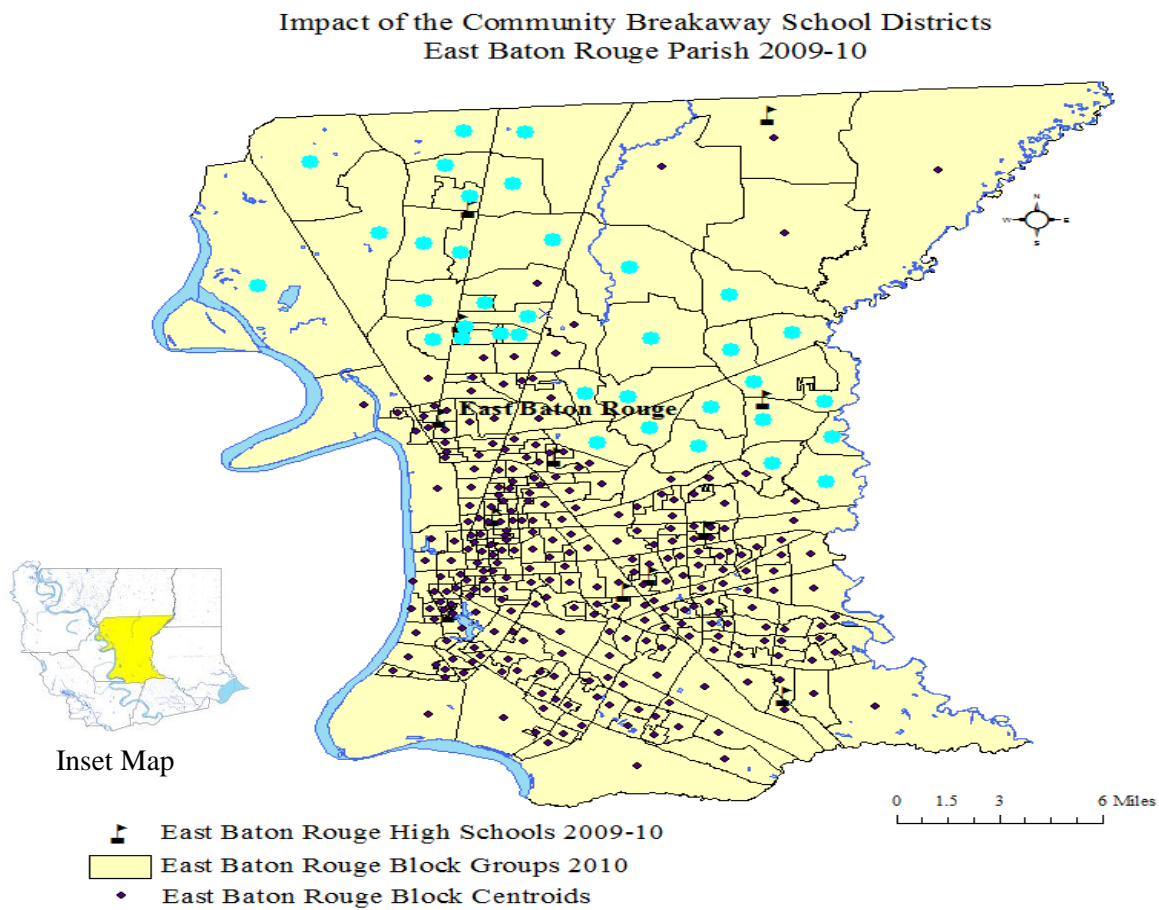 Impact of the Community Breakaway School Districts
East Baton Rouge Parish 2009-10
N
W E
S
East Baton Rouge
Inset Map
0 1.5 3 6 Miles
East Baton Rouge High Schools 2009-10
East Baton Rouge Block Groups 2010
East Baton Rouge Block Centroids